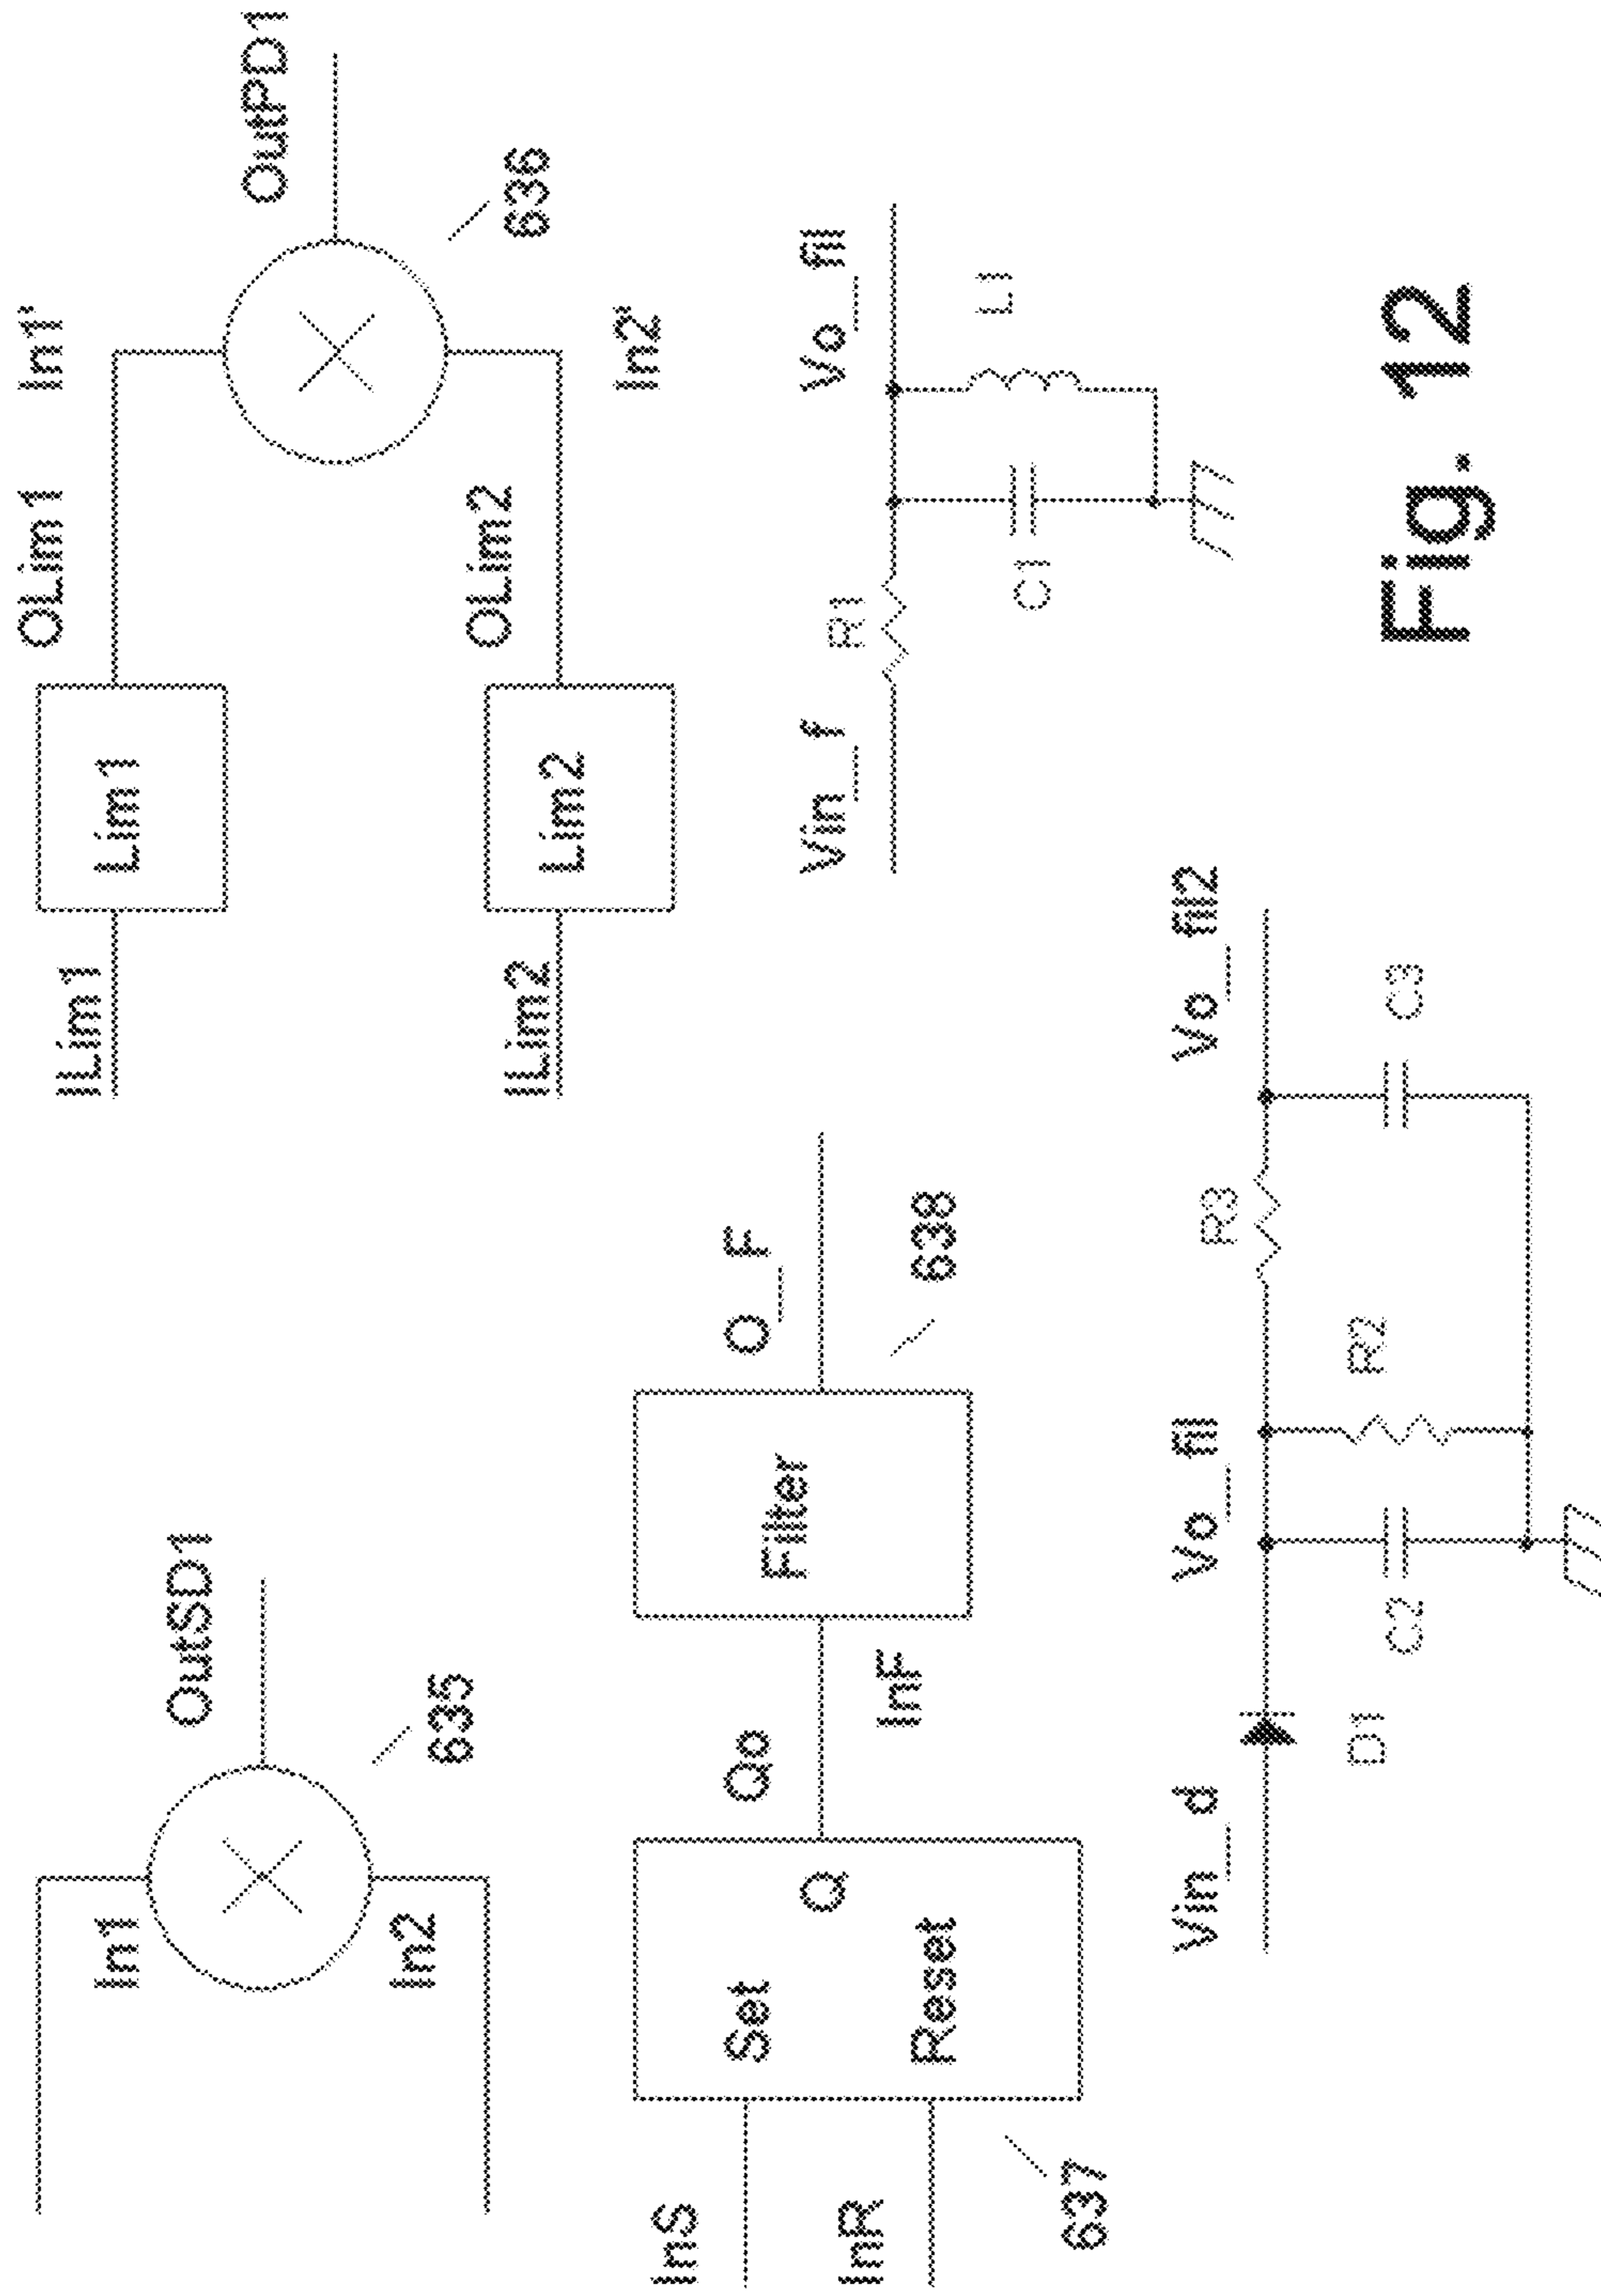 In1
In2
OutSD1
635
ILim1
Lim1
OLim1
In1'
ILim2
Lim2
OLim2
In2'
OutPD1
636
InS
InR
Set
Reset
Q
Qo
637
InF
Filter
O_F
638
Vin_f
R1
C1
Vo_fil
L1
Vin_d
D1
Vo_fil
C2
R2
R3
Vo_fil2
C3
Fig. 12